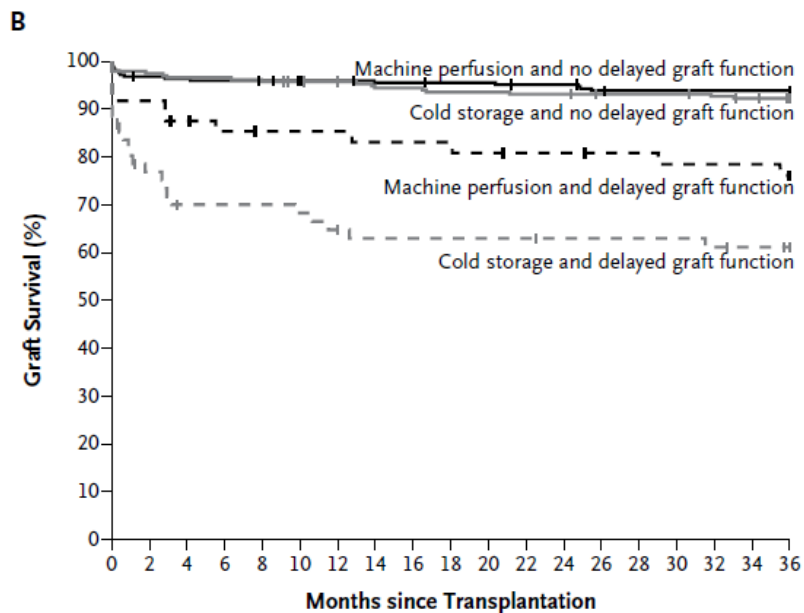 B
100
90
80
70
60
50
40
30
20
10
0
Graft Survival (%)
Machine perfusion and no delayed graft function
Cold storage and no delayed graft function
Machine perfusion and delayed graft function
Cold storage and delayed graft function
0 2 4 6 8 10 12 14 16 18 20 22 24 26 28 30 32 34 36
Months since Transplantation